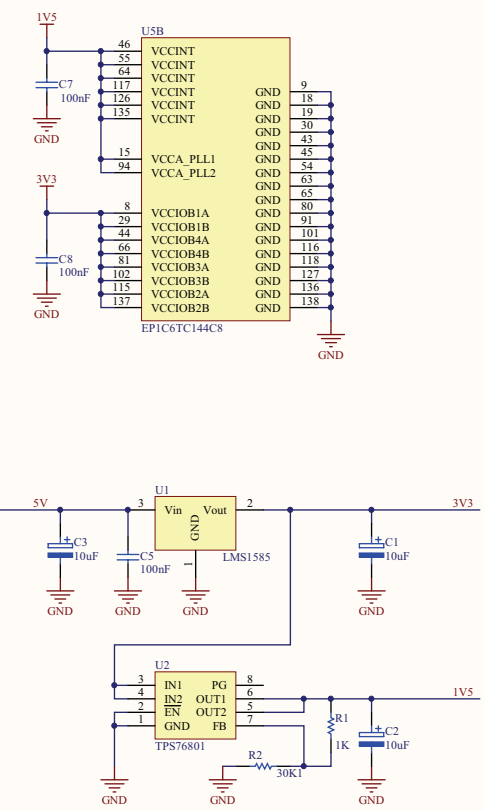 1V5
U5B
46 VCCINT
55 VCCINT
64 VCCINT
117 VCCINT GND 9
126 VCCINT GND 18
135 VCCINT GND 19
GND 30
GND 43
15 VCCA_PLL1 GND 45
94 VCCA_PLL2 GND 54
GND 63
GND 65
8 VCCIOB1A GND 80
29 VCCIOB1B GND 91
44 VCCIOB4A GND 101
66 VCCIOB4B GND 116
81 VCCIOB3A GND 118
102 VCCIOB3B GND 127
115 VCCIOB2A GND 136
137 VCCIOB2B GND 138
EP1C6TC144C8
C7
100nF
GND
3V3
C8
100nF
GND
GND
U1
5V 3 Vin Vout 2 3V3
GND
1
LMS1585
C3
10uF
C5
100nF
C1
10uF
GND GND GND GND
U2
3 IN1 PG 8
4 IN2 OUT1 6 1V5
2 EN OUT2 5
1 GND FB 7
TPS76801
R1
1K
C2
10uF
R2
30K1
GND GND GND